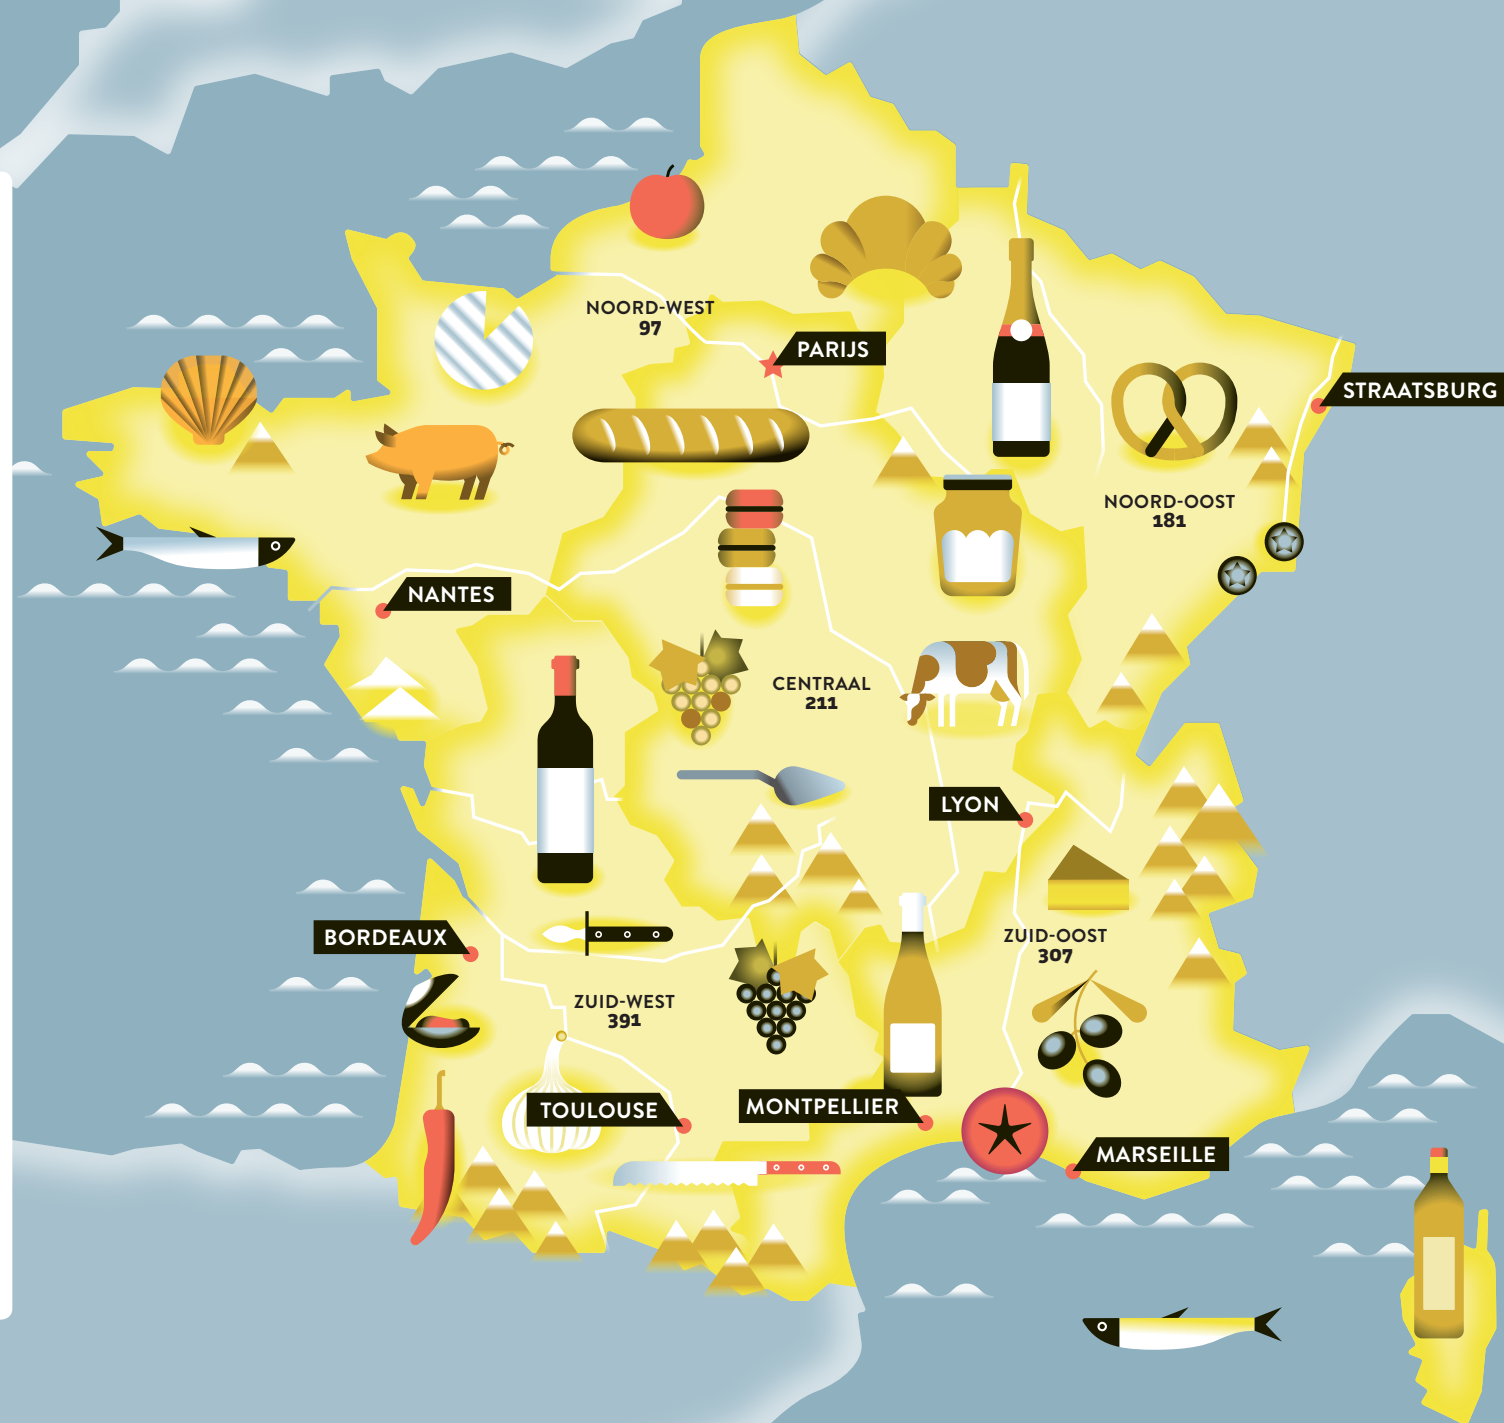 NOORD-WEST
97
PARIJS
STRAATSBURG
NOORD-OOST
181
NANTES
CENTRAAL
211
LYON
BORDEAUX
ZUID-OOST
307
ZUID-WEST
391
TOULOUSE
MONTPELLIER
MARSEILLE